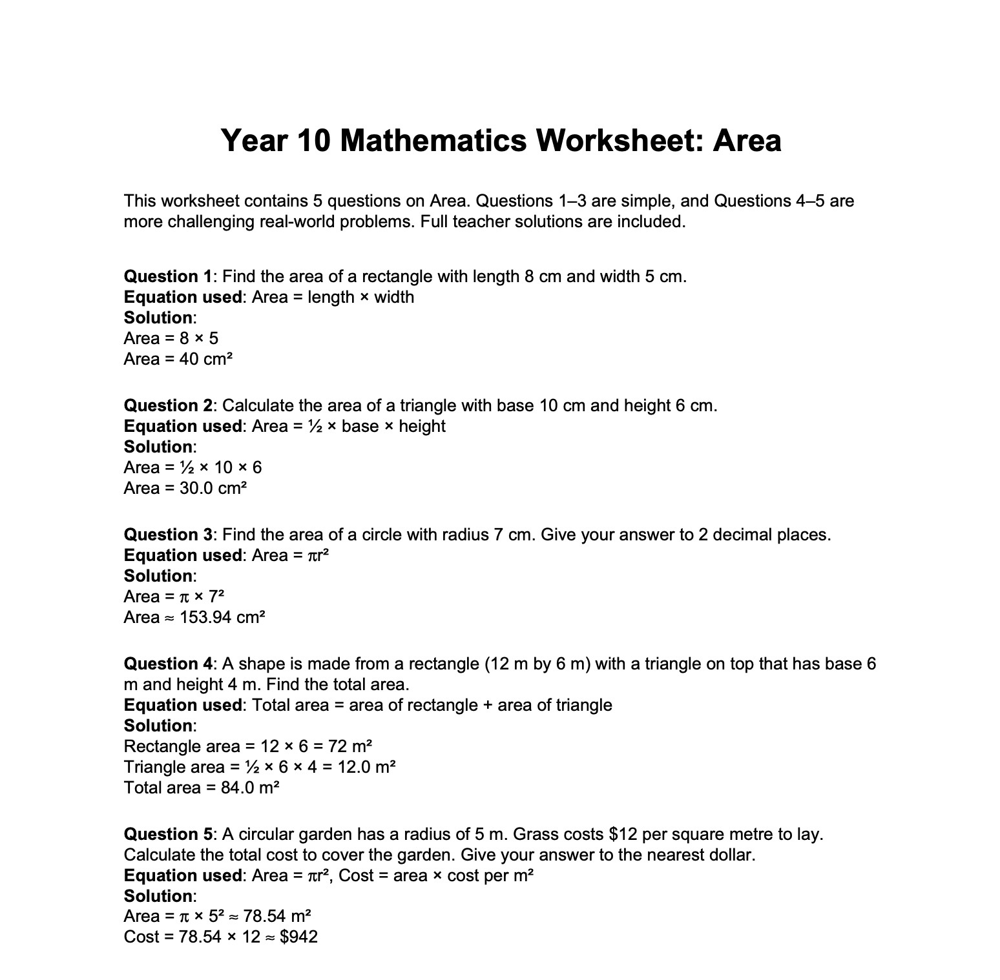 Year 10 Mathematics Worksheet: Area
This worksheet contains 5 questions on Area. Questions 1–3 are simple, and Questions 4–5 are
more challenging real-world problems. Full teacher solutions are included.
Question 1: Find the area of a rectangle with length 8 cm and width 5 cm.
Equation used: Area = length × width
Solution:
Area = 8 × 5
Area = 40 cm²
Question 2: Calculate the area of a triangle with base 10 cm and height 6 cm.
Equation used: Area = ½ × base × height
Solution:
Area = ½ × 10 × 6
Area = 30.0 cm²
Question 3: Find the area of a circle with radius 7 cm. Give your answer to 2 decimal places.
Equation used: Area = πr²
Solution:
Area = π × 7²
Area ≈ 153.94 cm²
Question 4: A shape is made from a rectangle (12 m by 6 m) with a triangle on top that has base 6
m and height 4 m. Find the total area.
Equation used: Total area = area of rectangle + area of triangle
Solution:
Rectangle area = 12 × 6 = 72 m²
Triangle area = ½ × 6 × 4 = 12.0 m²
Total area = 84.0 m²
Question 5: A circular garden has a radius of 5 m. Grass costs $12 per square metre to lay.
Calculate the total cost to cover the garden. Give your answer to the nearest dollar.
Equation used: Area = πr², Cost = area × cost per m²
Solution:
Area = π × 5² ≈ 78.54 m²
Cost = 78.54 × 12 ≈ $942